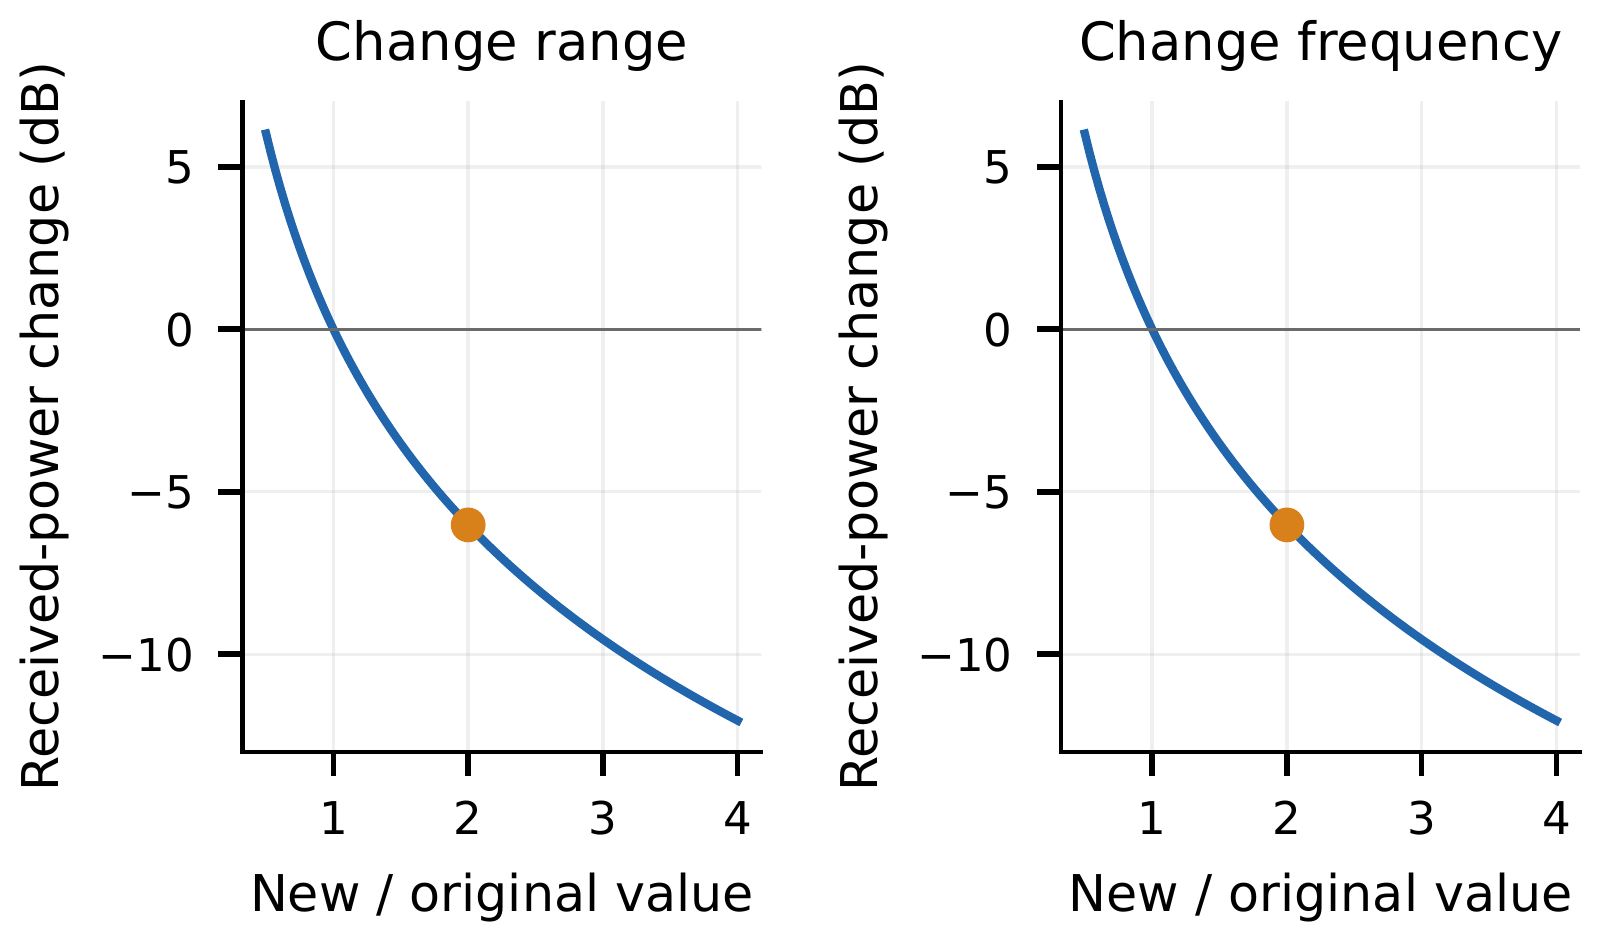 Change range
Received-power change (dB)
5
0
−5
−10
1 2 3 4
New / original value
Change frequency
Received-power change (dB)
5
0
−5
−10
1 2 3 4
New / original value